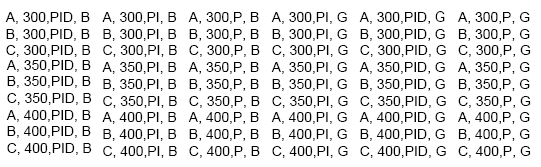 A, 300,PID, B A, 300,PI, B A, 300,P, B A, 300,PI, G A, 300,PID, G A, 300,P, G
B, 300,PID, B B, 300,PI, B B, 300,P, B B, 300,PI, G B, 300,PID, G B, 300,P, G
C, 300,PID, B C, 300,PI, B C, 300,P, B C, 300,PI, G C, 300,PID, G C, 300,P, G
A, 350,PID, B A, 350,PI, B A, 350,P, B A, 350,PI, G A, 350,PID, G A, 350,P, G
B, 350,PID, B B, 350,PI, B B, 350,P, B B, 350,PI, G B, 350,PID, G B, 350,P, G
C, 350,PID, B C, 350,PI, B C, 350,P, B C, 350,PI, G C, 350,PID, G C, 350,P, G
A, 400,PID, B A, 400,PI, B A, 400,P, B A, 400,PI, G A, 400,PID, G A, 400,P, G
B, 400,PID, B B, 400,PI, B B, 400,P, B B, 400,PI, G B, 400,PID, G B, 400,P, G
C, 400,PID, B C, 400,PI, B C, 400,P, B C, 400,PI, G C, 400,PID, G C, 400,P, G